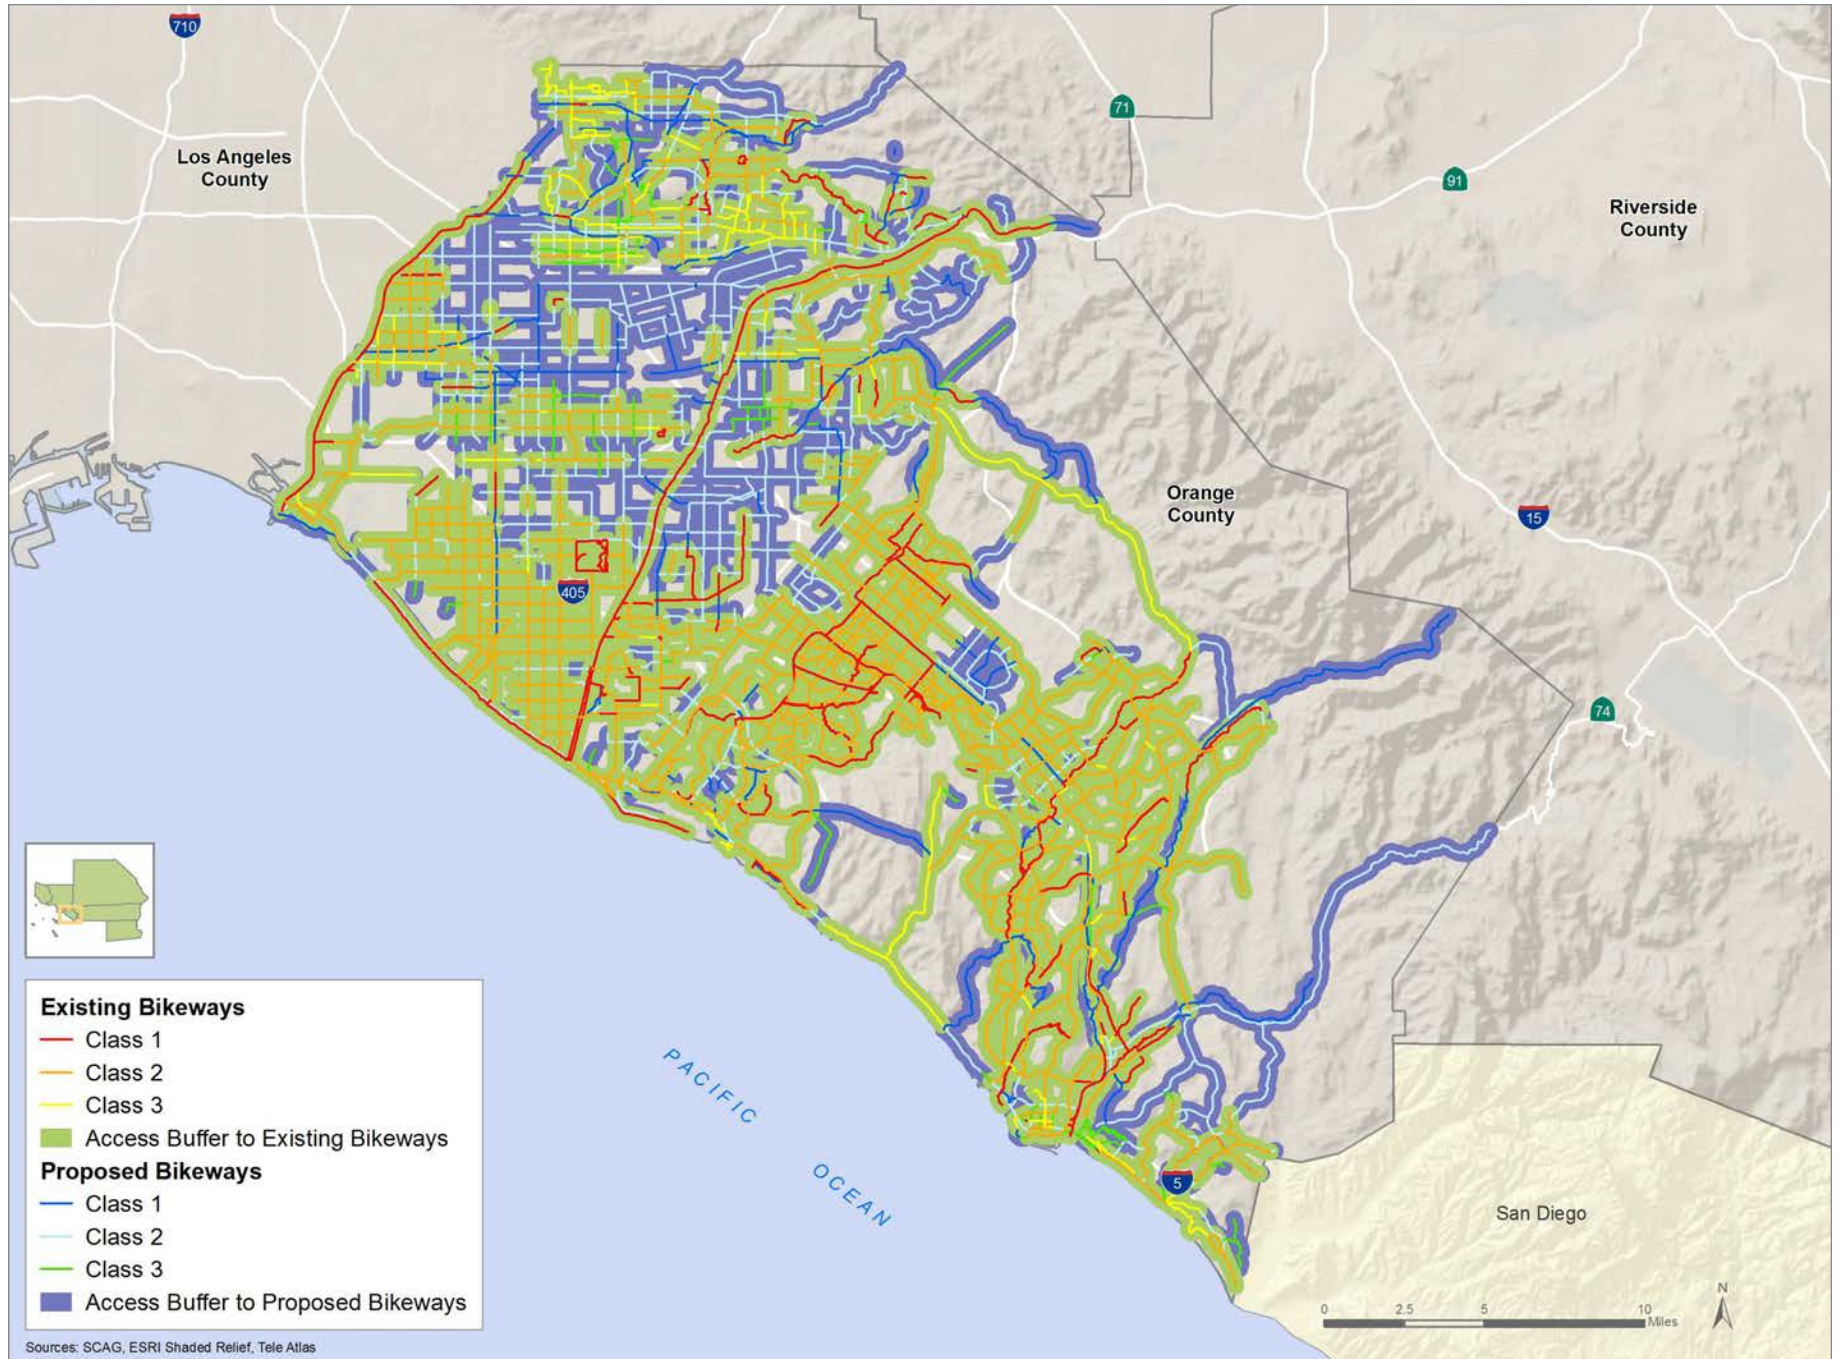 710
71
Los Angeles
County
91
Riverside
County
Orange
County
15
405
74
Existing Bikeways
Class 1
Class 2
Class 3
Access Buffer to Existing Bikeways
Proposed Bikeways
Class 1
Class 2
Class 3
Access Buffer to Proposed Bikeways
PACIFIC
OCEAN
5
San Diego
N
0 2.5 5 10
Miles
Sources: SCAG, ESRI Shaded Relief, Tele Atlas